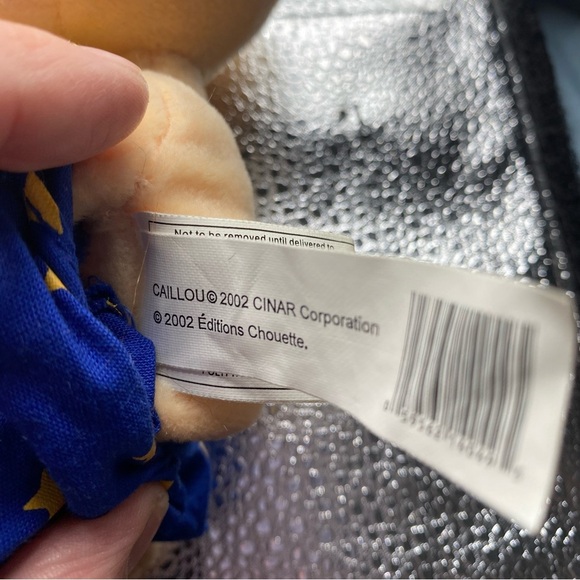 Not to be removed until delivered to
CAILLOU© 2002 CINAR Corporation
© 2002 Éditions Chouette.